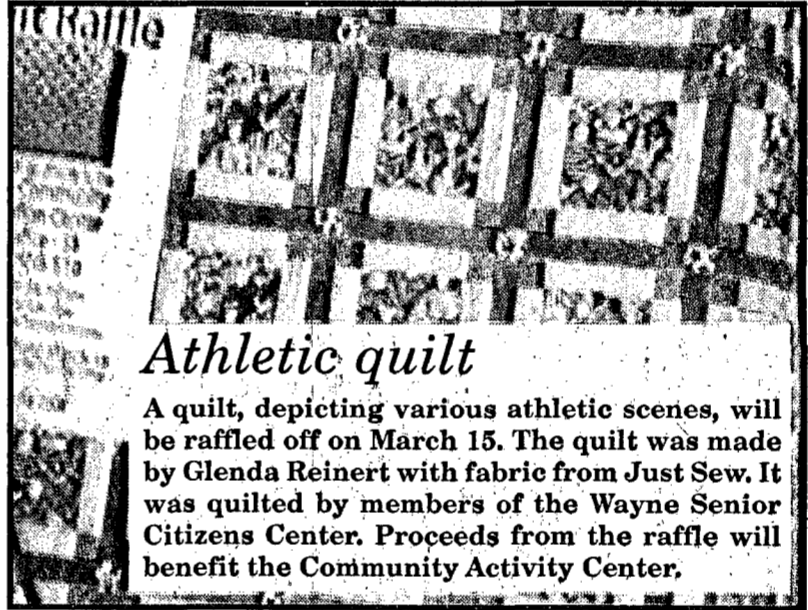 Raffle
Athletic quilt
A quilt, depicting various athletic scenes, will
be raffled off on March 15. The quilt was made
by Glenda Reinert with fabric from Just Sew. It
was quilted by members of the Wayne Senior
Citizens Center. Proceeds from the raffle will
benefit the Community Activity Center.